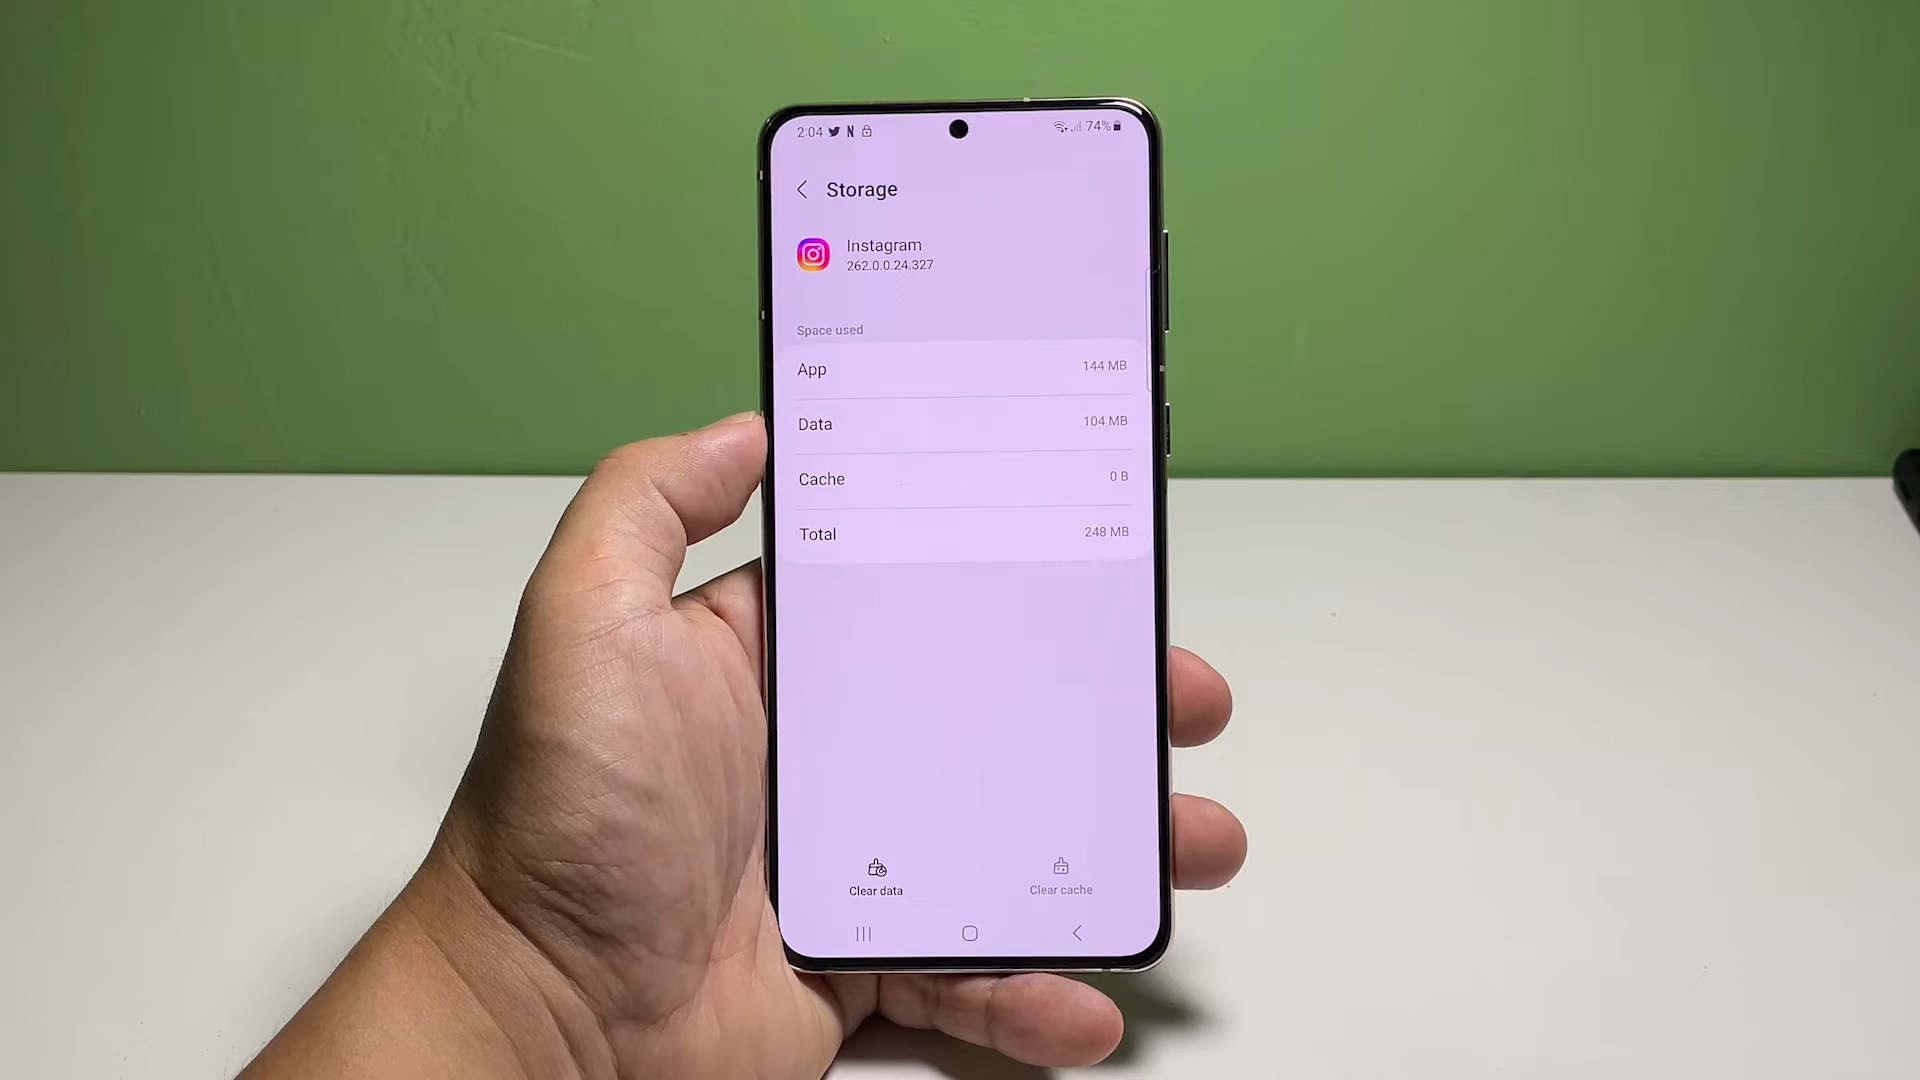 2:04 N 74%
Storage
Instagram
262.0.0.24.327
Space used
App 144 MB
Data 104 MB
Cache 0 B
Total 248 MB
Clear data Clear cache